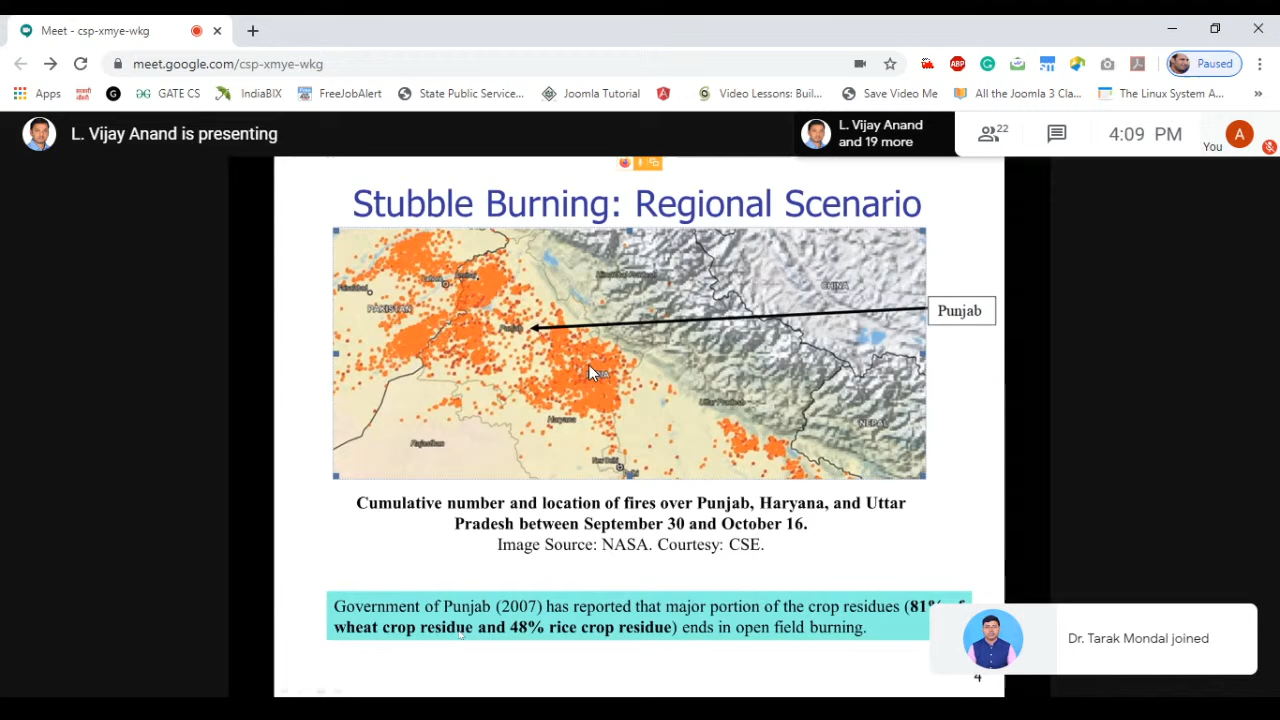 Meet - csp-xmye-wkg
meet.google.com/csp-xmye-wkg
Paused
Apps
GATE CS
IndiaBIX
FreeJobAlert
State Public Service...
Joomla Tutorial
Video Lessons: Buil...
Save Video Me
All the Joomla 3 Cla...
The Linux System A...
L. Vijay Anand is presenting
L. Vijay Anand
and 19 more
22
4:09 PM
You
A
Stubble Burning: Regional Scenario
Himachal Pradesh
CHINA
Faisalabad
PAKISTAN
Punjab
Punjab
Uttar Pradesh
Haryana
NEPAL
Rajasthan
New Delhi
Delhi
Cumulative number and location of fires over Punjab, Haryana, and Uttar
Pradesh between September 30 and October 16.
Image Source: NASA. Courtesy: CSE.
Government of Punjab (2007) has reported that major portion of the crop residues (81% of
wheat crop residue and 48% rice crop residue) ends in open field burning.
Dr. Tarak Mondal joined
4